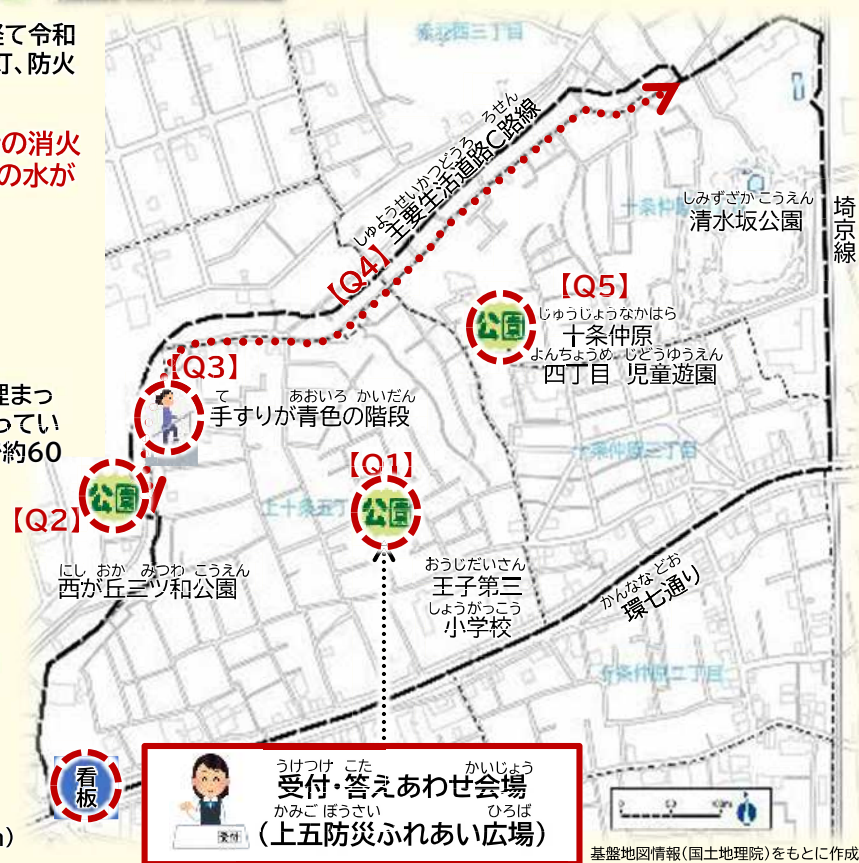 経て令和
町、防火
の消火
の水が
埋まっ
ってい
約60
赤羽西三丁目
しゅようせいかつどうろ ろせん
主要生活道路C路線
【Q4】
十条仲原
しみずざか こうえん
清水坂公園
埼京線
【Q5】
公園
じゅうじょうなかはら
十条仲原
よんちょうめ じどうゆうえん
四丁目 児童遊園
【Q3】
て あおいろ かいだん
手すりが青色の階段
【Q1】
公園
上十条五丁
十条仲原三丁目
公園
【Q2】
にし おか みつわ こうえん
西が丘三ツ和公園
おうじだいさん
王子第三
しょうがっこう
小学校
かんななどお
環七通り
十条仲原二丁目
看板
うけつけ こた かいじょう
受付・答えあわせ会場
かみご ぼうさい ひろば
(上五防災ふれあい広場)
受付
基盤地図情報(国土地理院)をもとに作成